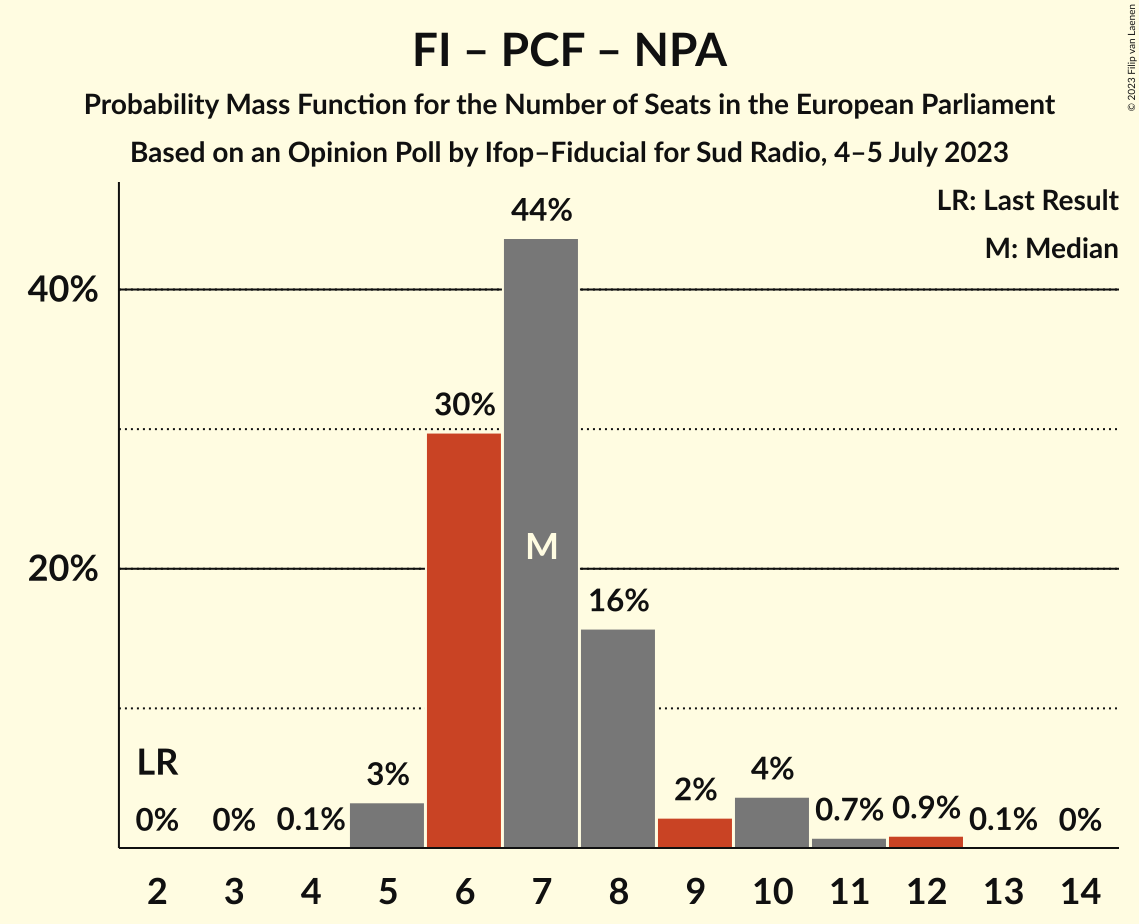 FI – PCF – NPA
Probability Mass Function for the Number of Seats in the European Parliament
Based on an Opinion Poll by Ifop–Fiducial for Sud Radio, 4–5 July 2023
© 2023 Filip van Laenen
LR: Last Result
M: Median
44%
40%
30%
M
20%
16%
LR
0% 0% 0.1% 3% 2% 4% 0.7% 0.9% 0.1% 0%
2 3 4 5 6 7 8 9 10 11 12 13 14